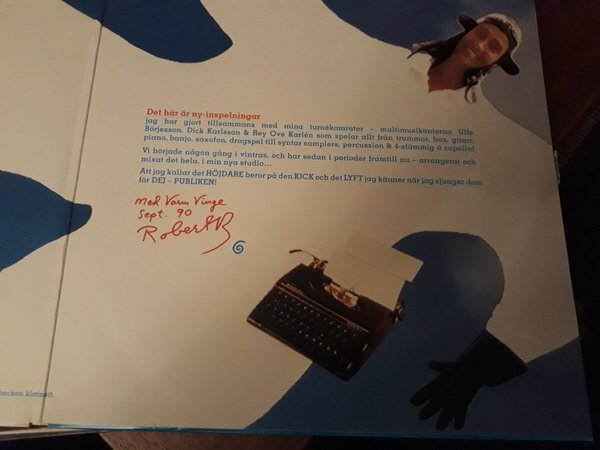 Det här är ny-inspelningar
jag har gjort tillsammans med mina turnékamrater – multimusikanterna Uffe
Börjesson, Dick Karlsson & Rey Ove Karlén som spelar allt från trummor, bas, gitarr,
piano, banjo, saxofon, dragspel till syntar samplers, percussion & 4-stämmig á capella!
Vi började någon gång i vintras, och har sedan i perioder framtill nu – arrangerat och
mixat det hela, i min nya studio...
Att jag kallar det HÖJDARE beror på den KICK och det LYFT jag känner när jag sjunger dom
för DEJ – PUBLIKEN!
Med Varm Vinge
Sept. 90
Robert B
backen klarinett.